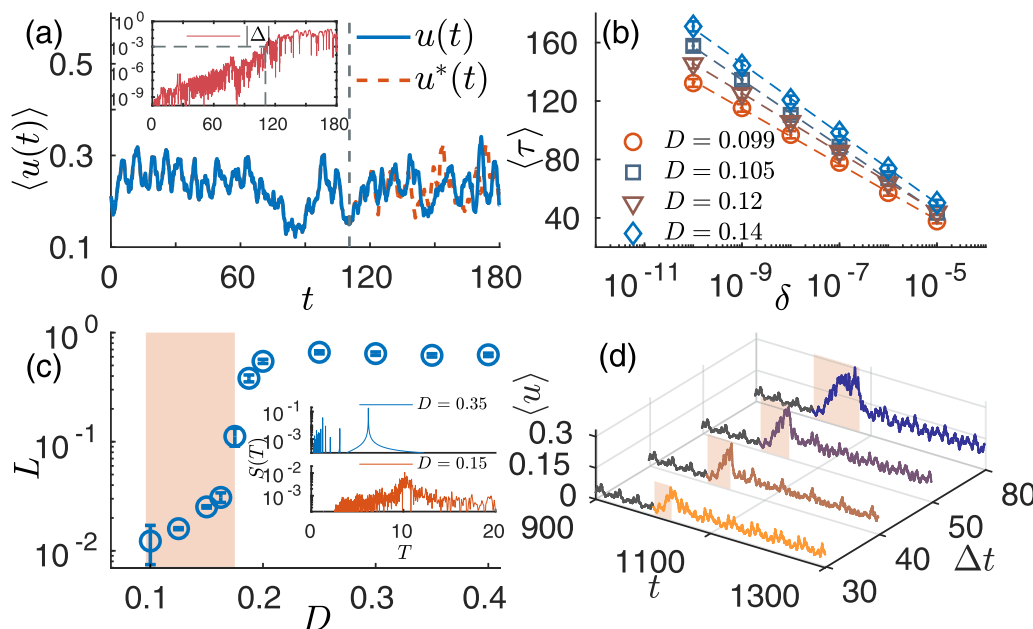 (a)
⟨u(t)⟩
0.5
0.3
0.1
0 60 120 180
t
10^0
10^-3
10^-6
10^-9
0 60 120 180
|Δ|
u(t)
u*(t)
(b)
⟨τ⟩
160
120
80
40
D = 0.099
D = 0.105
D = 0.12
D = 0.14
10^-11 10^-9 10^-7 10^-5
δ
(c)
L
10^0
10^-1
10^-2
0.1 0.2 0.3 0.4
D
S(T)
10^-1
10^-3
D = 0.35
10^-2
10^-3
D = 0.15
0 10 20
T
(d)
⟨u⟩
0.3
0.15
0
900 1100 1300
t
30 40 50 80
Δt